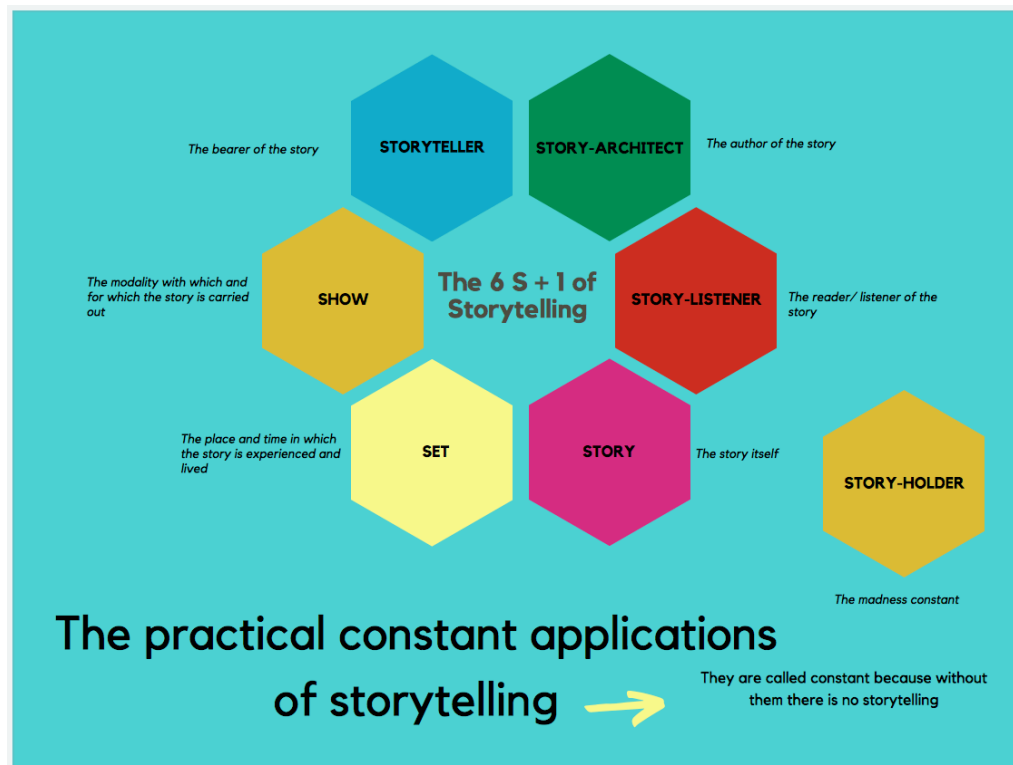 The bearer of the story
STORYTELLER
STORY-ARCHITECT
The author of the story
The modality with which and
for which the story is carried
out
SHOW
The 6 S + 1 of
Storytelling
STORY-LISTENER
The reader/ listener of the
story
The place and time in which
the story is experienced and
lived
SET
STORY
The story itself
STORY-HOLDER
The madness constant
The practical constant applications
of storytelling
They are called constant because without
them there is no storytelling